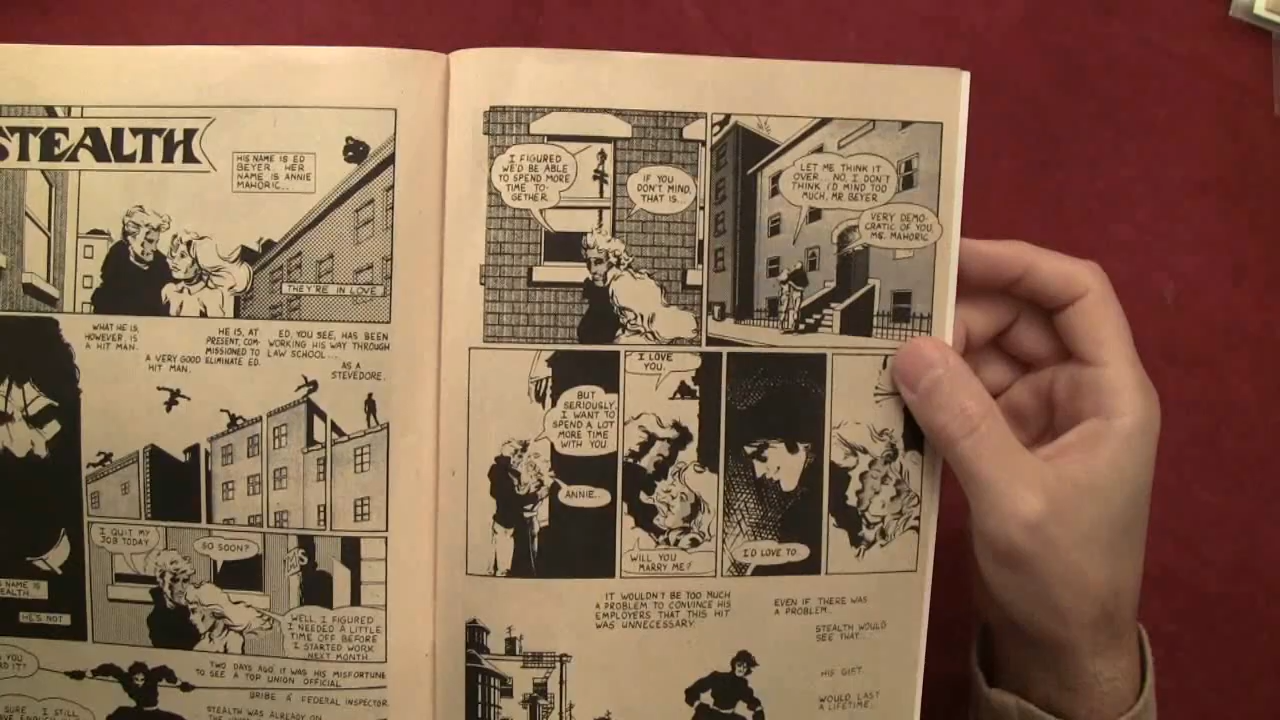 STEALTH
HIS NAME IS ED
BEYER. HER
NAME IS ANNIE
MAHORIC...
THEY'RE IN LOVE
WHAT HE IS,
HOWEVER IS
A HIT MAN.
A VERY GOOD
HIT MAN.
HE IS, AT
PRESENT, COM-
MISSIONED TO
ELIMINATE ED.
ED, YOU SEE, HAS BEEN
WORKING HIS WAY THROUGH
LAW SCHOOL...
AS A
STEVEDORE.
NAME IS
HE'S NOT
I QUIT MY
JOB TODAY
SO SOON?
WELL, I FIGURED
I NEEDED A LITTLE
TIME OFF BEFORE
I STARTED WORK
NEXT MONTH.
YOU
IT?
TWO DAYS AGO, IT WAS HIS MISFORTUNE
TO SEE A TOP UNION OFFICIAL
BRIBE A FEDERAL INSPECTOR.
SURE, I STILL
STEALTH WAS ALREADY ON
I FIGURED
WE'D BE ABLE
TO SPEND MORE
TIME TO-
GETHER.
IF YOU
DON'T MIND,
THAT IS...
LET ME THINK IT
OVER... NO, I DON'T
THINK I'D MIND TOO
MUCH, MR. BEYER
VERY DEMO-
CRATIC OF YOU,
MS. MAHORIC
BUT
SERIOUSLY,
I WANT TO
SPEND A LOT
MORE TIME
WITH YOU.
ANNIE...
I LOVE
YOU.
WILL YOU
MARRY ME?
I'D LOVE TO...
IT WOULDN'T BE TOO MUCH
A PROBLEM TO CONVINCE HIS
EMPLOYERS THAT THIS HIT
WAS UNNECESSARY.
EVEN IF THERE WAS
A PROBLEM...
STEALTH WOULD
SEE THAT...
HIS GIFT...
WOULD LAST
A LIFETIME...